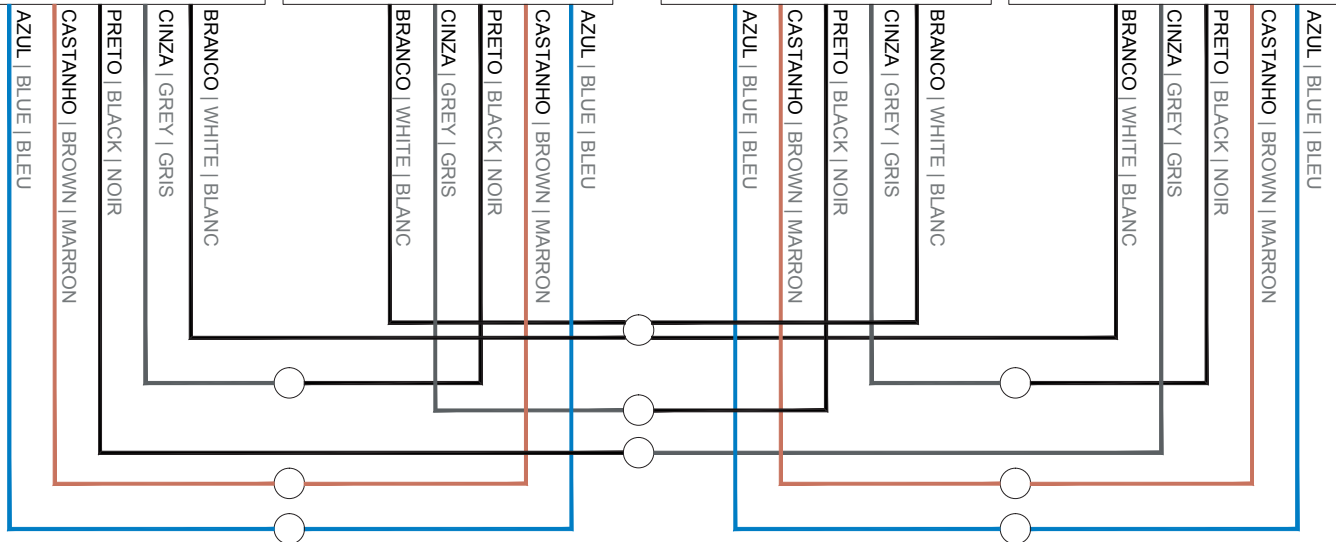 AZUL | BLUE | BLEU
CASTANHO | BROWN | MARRON
PRETO | BLACK | NOIR
CINZA | GREY | GRIS
BRANCO | WHITE | BLANC
BRANCO | WHITE | BLANC
CINZA | GREY | GRIS
PRETO | BLACK | NOIR
CASTANHO | BROWN | MARRON
AZUL | BLUE | BLEU
AZUL | BLUE | BLEU
CASTANHO | BROWN | MARRON
PRETO | BLACK | NOIR
CINZA | GREY | GRIS
BRANCO | WHITE | BLANC
BRANCO | WHITE | BLANC
CINZA | GREY | GRIS
PRETO | BLACK | NOIR
CASTANHO | BROWN | MARRON
AZUL | BLUE | BLEU